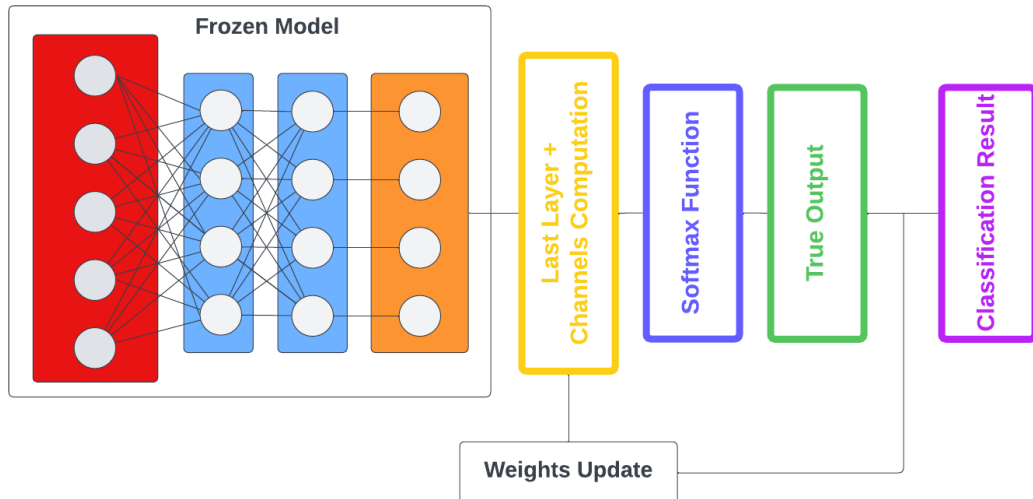 Frozen Model
Last Layer +
Channels Computation
Softmax Function
True Output
Classification Result
Weights Update